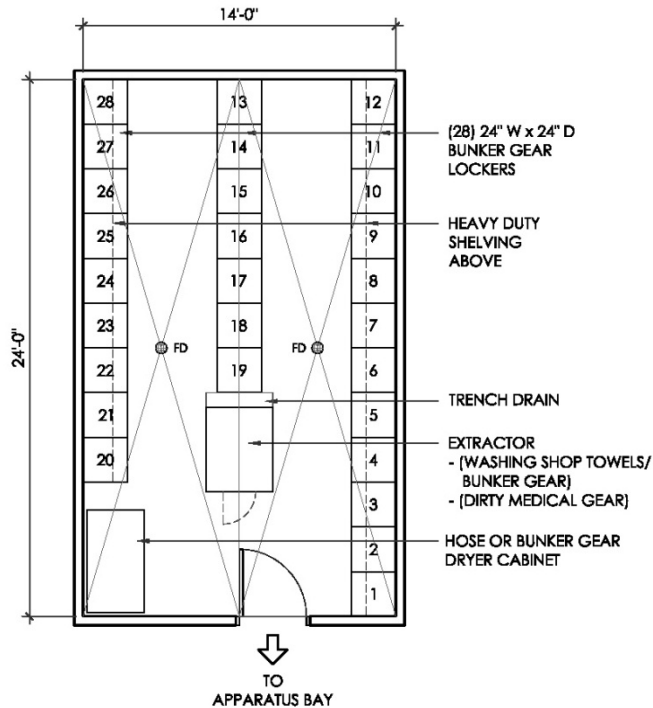 14'-0"
24'-0"
28 13 12
27 14 11
26 15 10
25 16 9
24 17 8
23 18 7
22 19 6
21 5
20 4
3
2
1
FD FD
(28) 24" W x 24" D
BUNKER GEAR
LOCKERS
HEAVY DUTY
SHELVING
ABOVE
TRENCH DRAIN
EXTRACTOR
- (WASHING SHOP TOWELS/
BUNKER GEAR)
- (DIRTY MEDICAL GEAR)
HOSE OR BUNKER GEAR
DRYER CABINET
TO
APPARATUS BAY